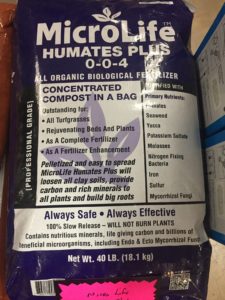 MicroLife™
HUMATES PLUS
0-0-4
ALL ORGANIC BIOLOGICAL FERTILIZER
[PROFESSIONAL GRADE]
CONCENTRATED
COMPOST IN A BAG
Outstanding for:
• All Turfgrasses
• Rejuvenating Beds And Plants
• As A Complete Fertilizer
• As A Fertilizer Enhancement
Pelletized and easy to spread
MicroLife Humates Plus will
loosen all clay soils, provide
carbon and rich minerals to
all plants and build big roots
FORTIFIED WITH
Primary Nutrients:
Humates
Seaweed
Yucca
Potassium Sulfate
Molasses
Nitrogen Fixing
Bacteria
Iron
Sulfur
Mycorrhizal Fungi
Always Safe • Always Effective
100% Slow Release – WILL NOT BURN PLANTS
Contains nutritious minerals, life giving carbon and billions of
beneficial microorganisms, including Endo & Ecto Mycorrhizal Fungi
Net Wt. 40 LB. (18.1 kg)
Micro Life